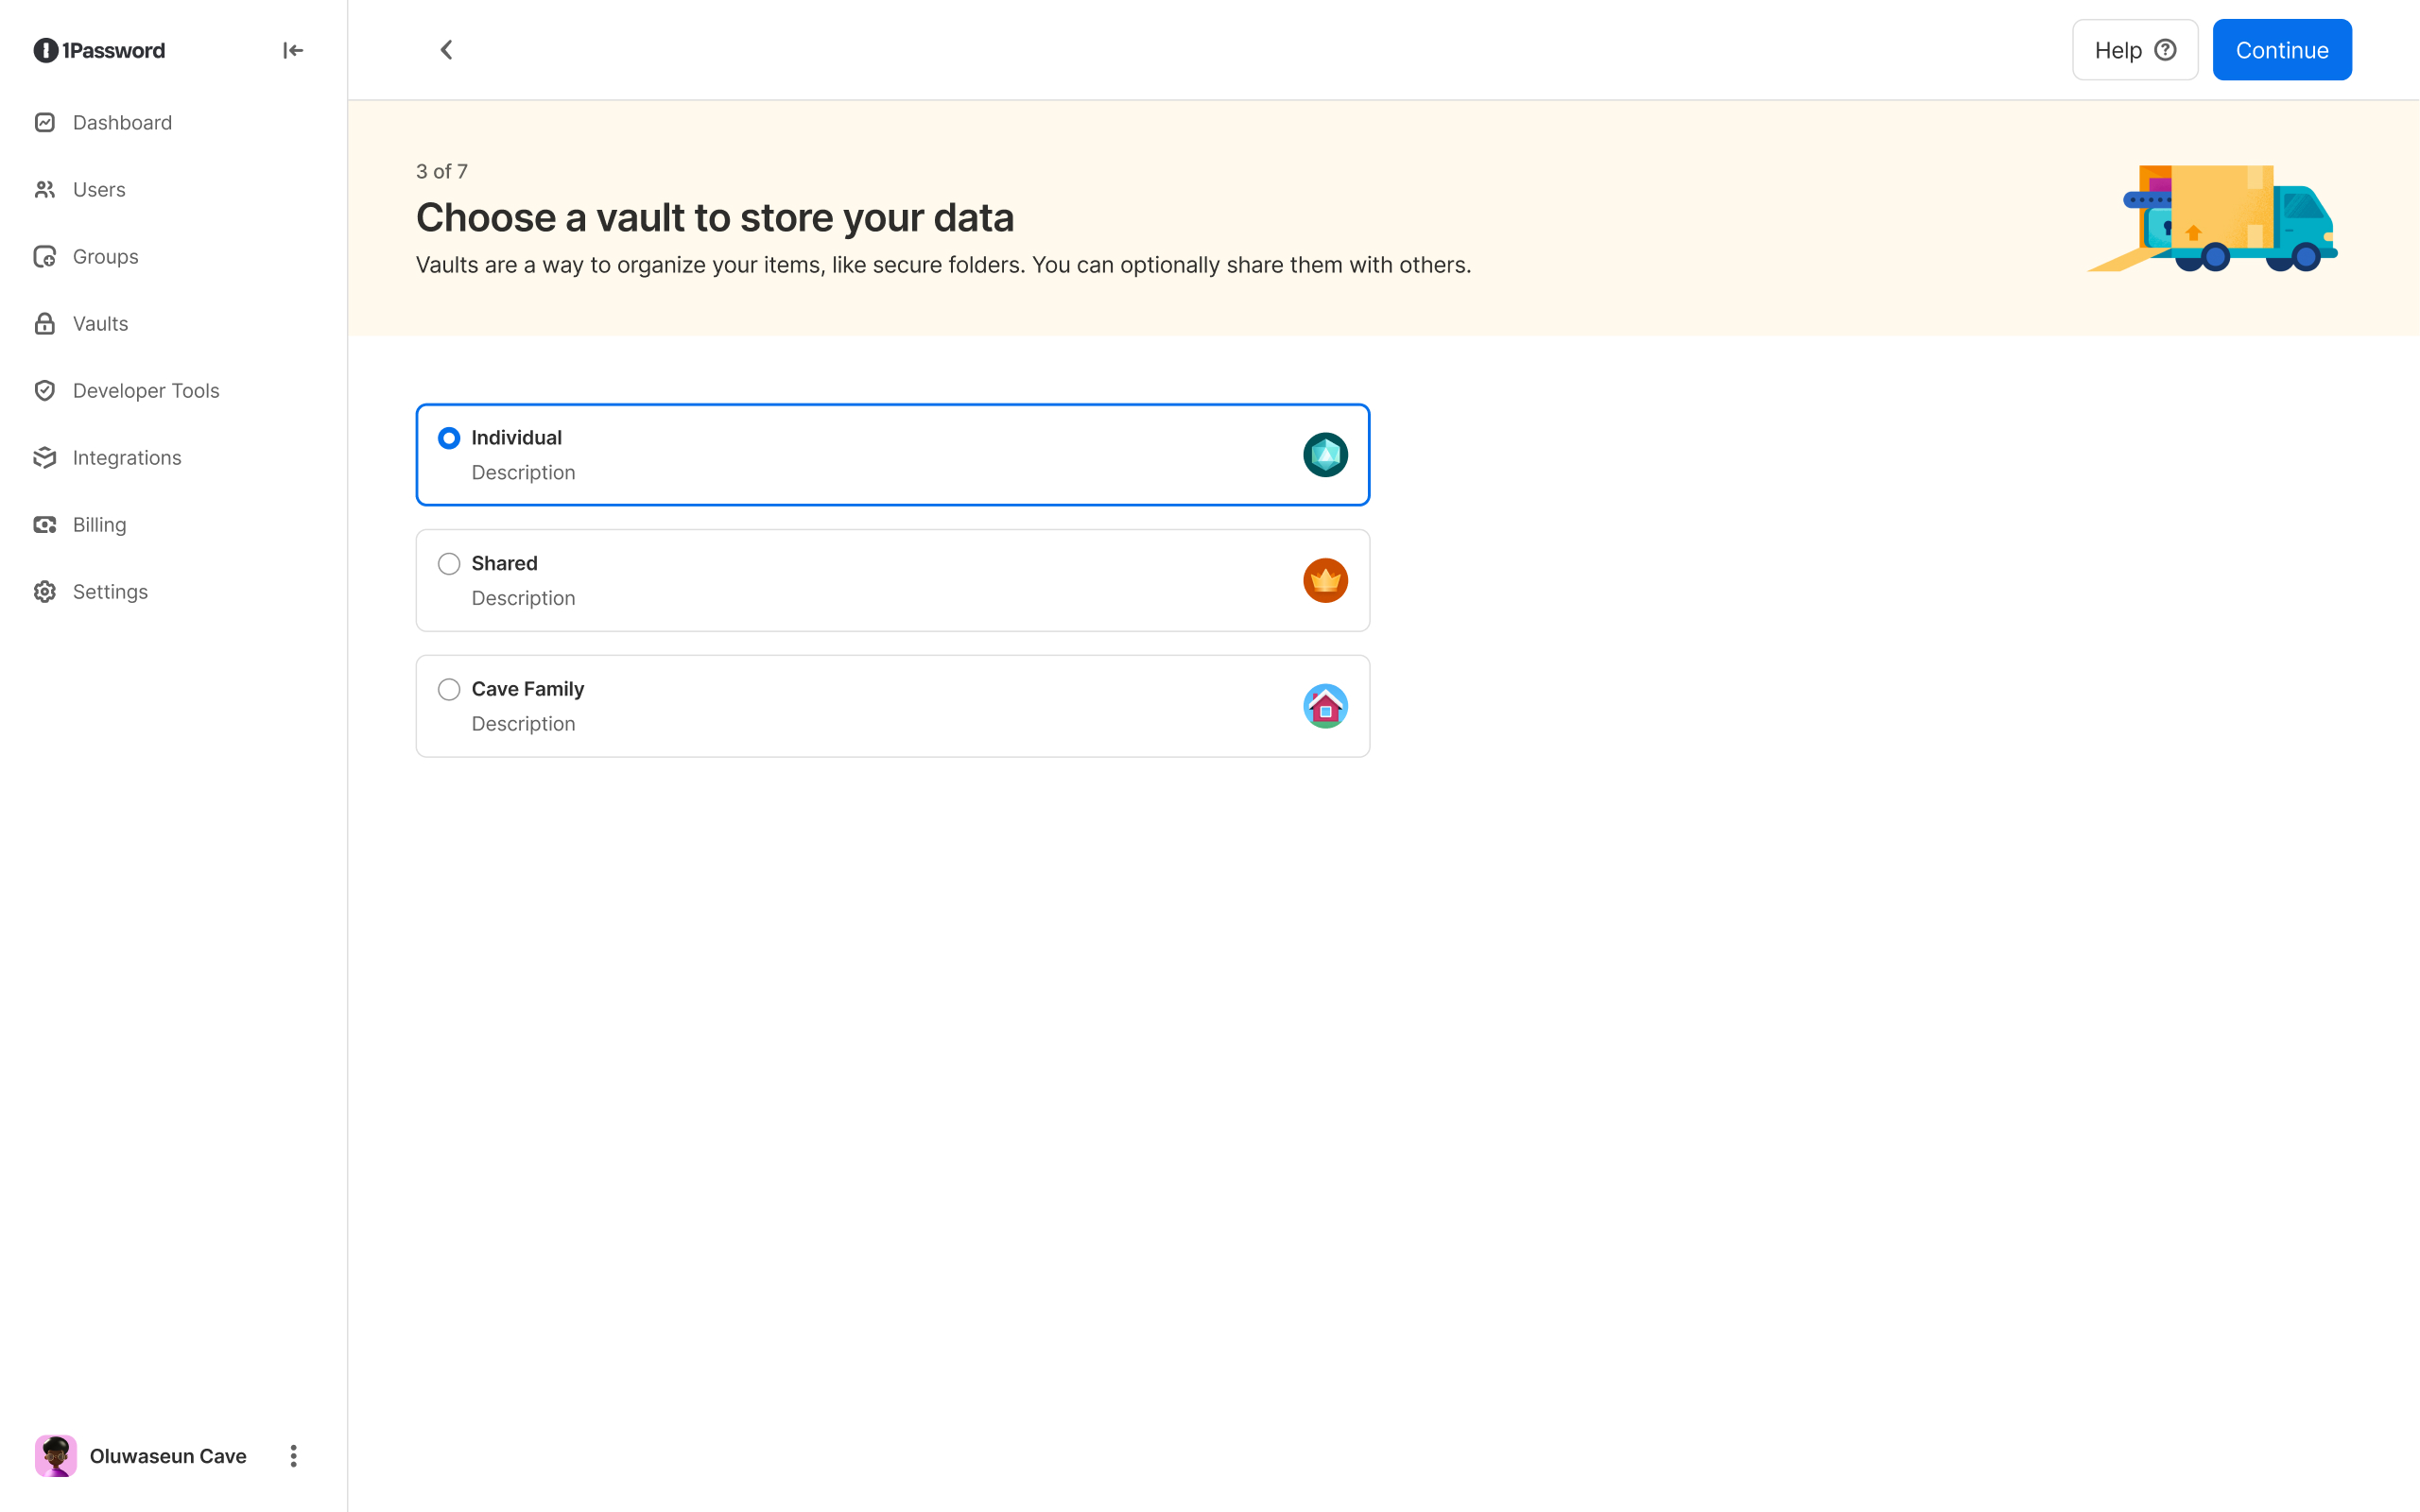 1Password
Dashboard
Users
Groups
Vaults
Developer Tools
Integrations
Billing
Settings
Oluwaseun Cave
Help
Continue
3 of 7
Choose a vault to store your data
Vaults are a way to organize your items, like secure folders. You can optionally share them with others.
Individual
Description
Shared
Description
Cave Family
Description